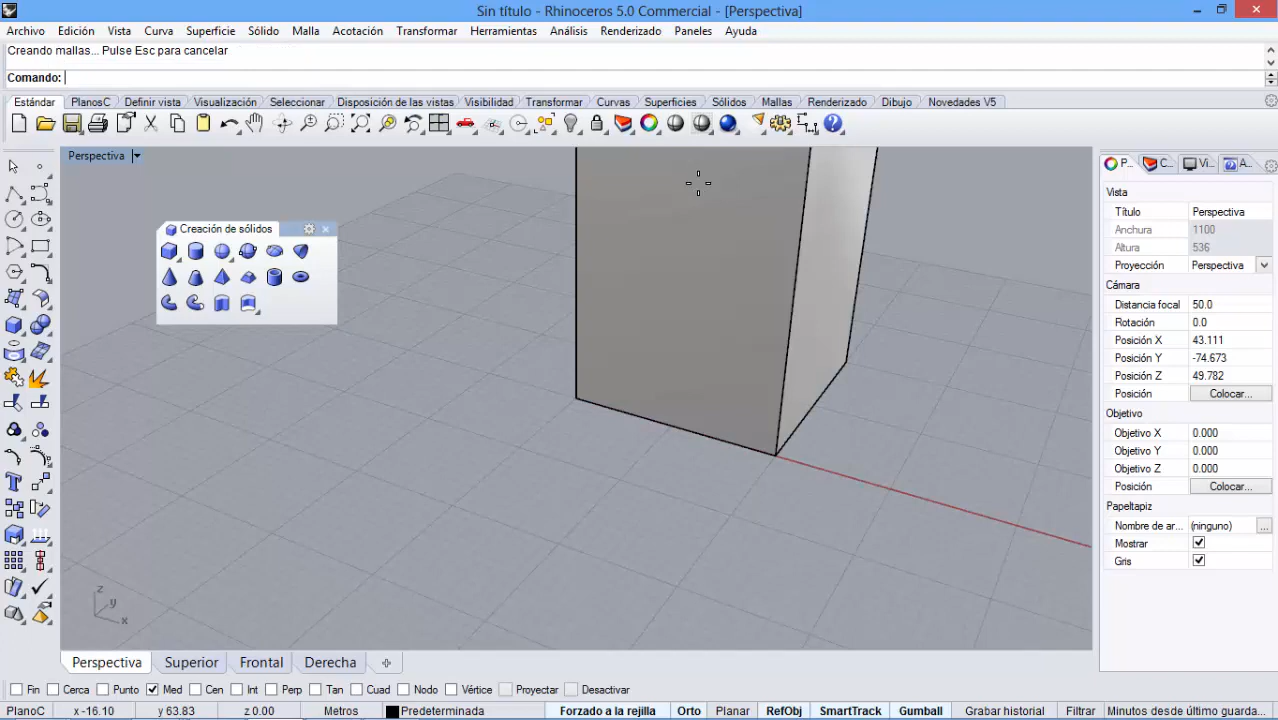 Sin título - Rhinoceros 5.0 Commercial - [Perspectiva]
Archivo Edición Vista Curva Superficie Sólido Malla Acotación Transformar Herramientas Análisis Renderizado Paneles Ayuda
Creando mallas... Pulse Esc para cancelar
Comando:
Estándar PlanosC Definir vista Visualización Seleccionar Disposición de las vistas Visibilidad Transformar Curvas Superficies Sólidos Mallas Renderizado Dibujo Novedades V5
Perspectiva
P... C... Vi... A...
Creación de sólidos
Vista
Título Perspectiva
Anchura 1100
Altura 536
Proyección Perspectiva
Cámara
Distancia focal 50.0
Rotación 0.0
Posición X 43.111
Posición Y -74.673
Posición Z 49.782
Posición Colocar...
Objetivo
Objetivo X 0.000
Objetivo Y 0.000
Objetivo Z 0.000
Posición Colocar...
Papeltapiz
Nombre de ar... (ninguno) ...
Mostrar
Gris
z
y
x
Perspectiva Superior Frontal Derecha
Fin Cerca Punto Med Cen Int Perp Tan Cuad Nodo Vértice Proyectar Desactivar
PlanoC x -16.10 y 63.83 z 0.00 Metros Predeterminada Forzado a la rejilla Orto Planar RefObj SmartTrack Gumball Grabar historial Filtrar Minutos desde último guarda...